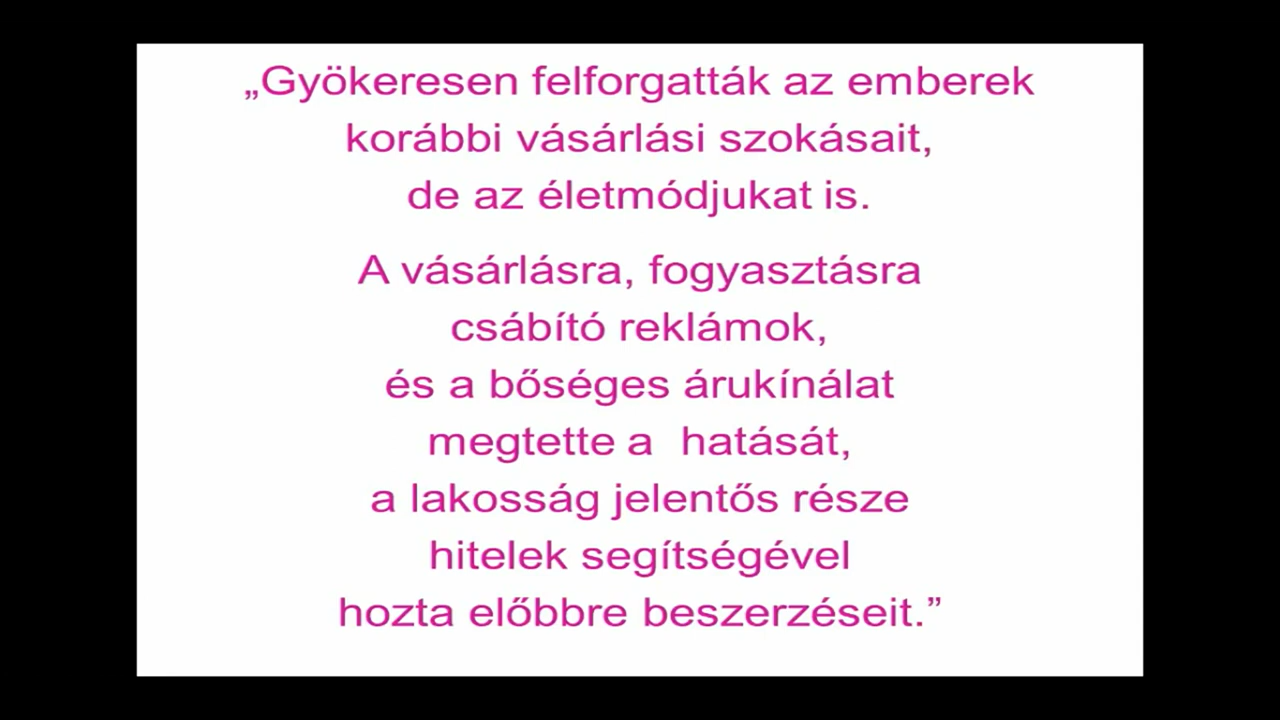 „Gyökeresen felforgatták az emberek
korábbi vásárlási szokásait,
de az életmódjukat is.
A vásárlásra, fogyasztásra
csábító reklámok,
és a bőséges árukínálat
megtette a  hatását,
a lakosság jelentős része
hitelek segítségével
hozta előbbre beszerzéseit.”